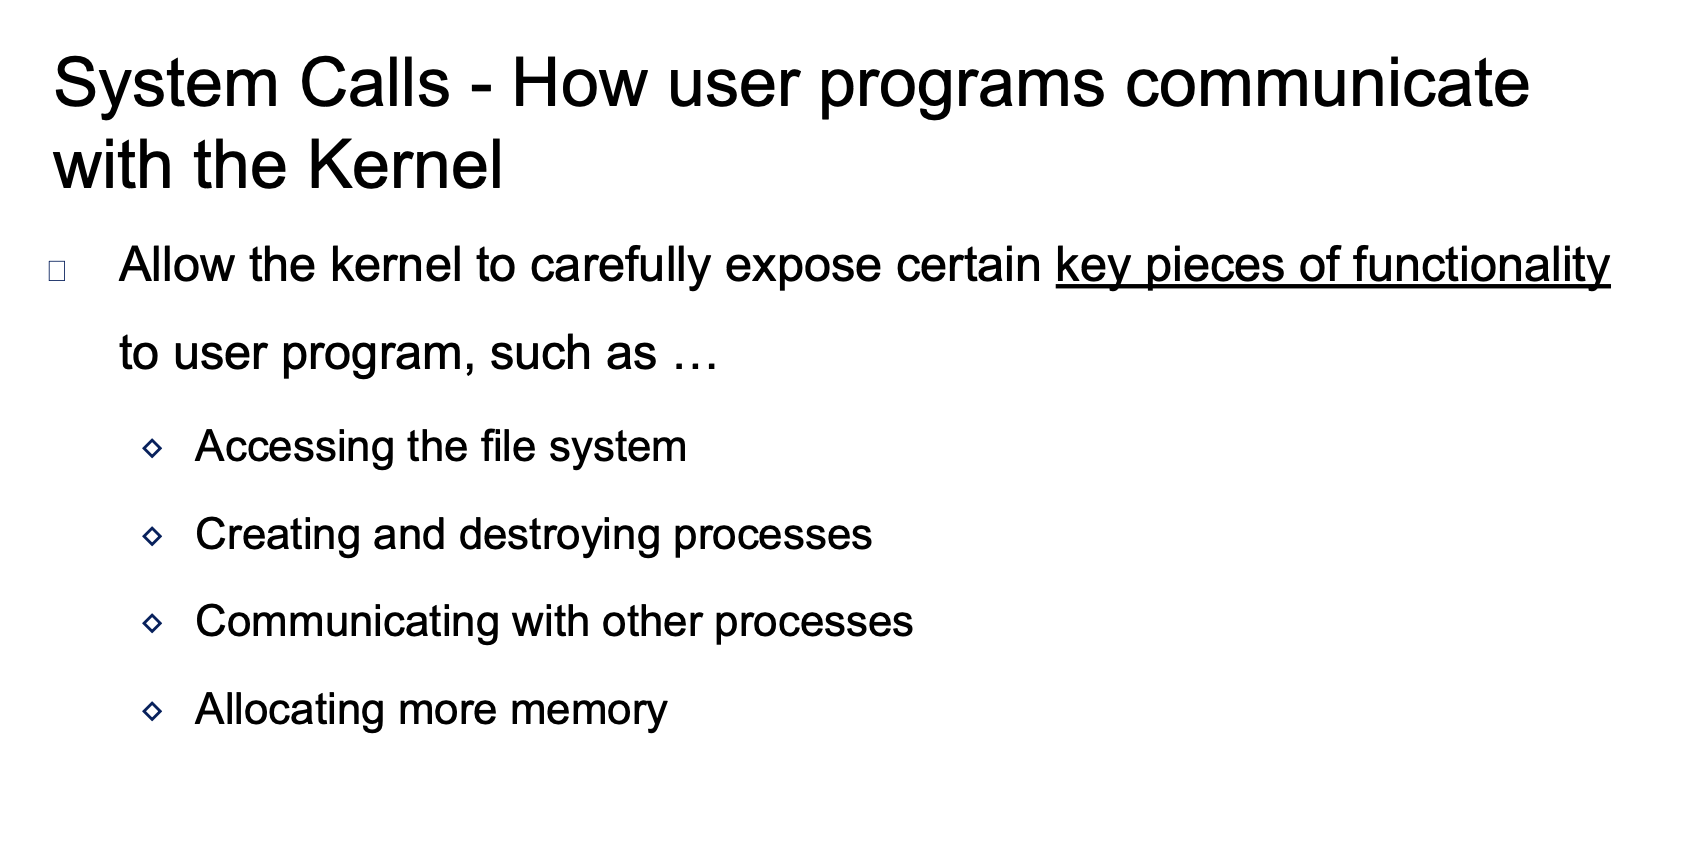 System Calls - How user programs communicate
with the Kernel
Allow the kernel to carefully expose certain key pieces of functionality
to user program, such as …
Accessing the file system
Creating and destroying processes
Communicating with other processes
Allocating more memory